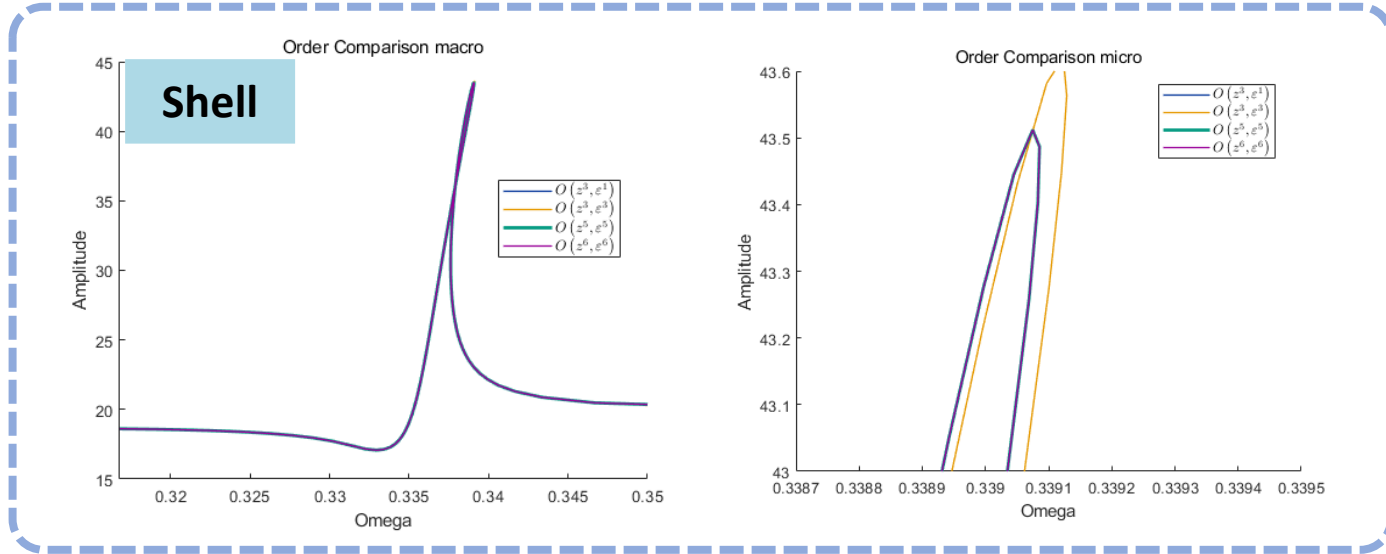 Order Comparison macro
Shell
45
40
35
30
25
20
15
Amplitude
0.32 0.325 0.33 0.335 0.34 0.345 0.35
Omega
O(z³, ε¹)
O(z³, ε³)
O(z⁵, ε⁵)
O(z⁶, ε⁶)
Order Comparison micro
43.6
43.5
43.4
43.3
43.2
43.1
43
Amplitude
0.3387 0.3388 0.3389 0.339 0.3391 0.3392 0.3393 0.3394 0.3395
Omega
O(z³, ε¹)
O(z³, ε³)
O(z⁵, ε⁵)
O(z⁶, ε⁶)